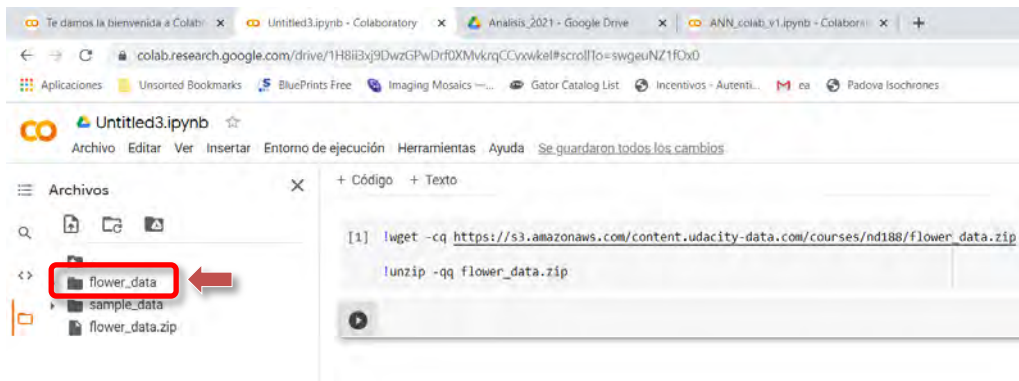 Te damos la bienvenida a Colab
Untitled3.ipynb - Colaboratory
Analisis_2021 - Google Drive
ANN_colab_v1.ipynb - Colabora
colab.research.google.com/drive/1H8ii3xj9DwzGPwDrf0XMvkrqCCvxwkel#scrollTo=swgeuNZ1fOx0
Aplicaciones Unsorted Bookmarks BluePrints Free Imaging Mosaics —... Gator Catalog List Incentivos - Autenti... ea Padova Isochrones
Untitled3.ipynb
Archivo Editar Ver Insertar Entorno de ejecución Herramientas Ayuda Se guardaron todos los cambios
Archivos
+ Código + Texto
[1] !wget -cq https://s3.amazonaws.com/content.udacity-data.com/courses/nd188/flower_data.zip
!unzip -qq flower_data.zip
..
flower_data
sample_data
flower_data.zip